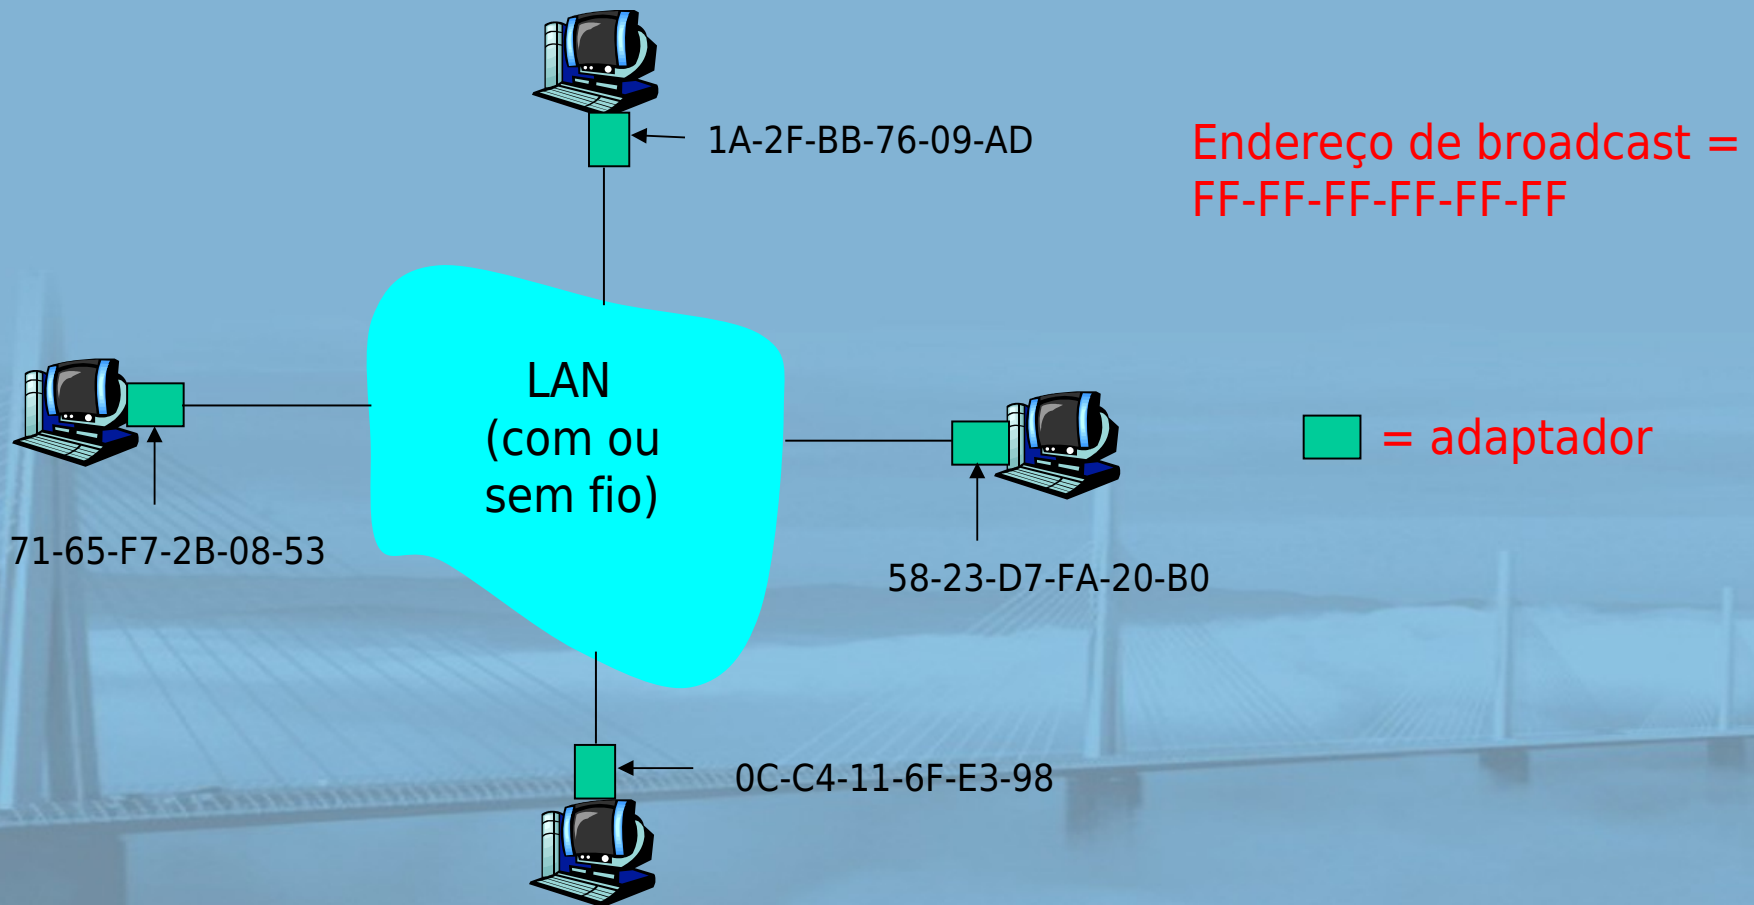 1A-2F-BB-76-09-AD
Endereço de broadcast =
FF-FF-FF-FF-FF-FF
LAN
(com ou
sem fio)
= adaptador
71-65-F7-2B-08-53
58-23-D7-FA-20-B0
0C-C4-11-6F-E3-98